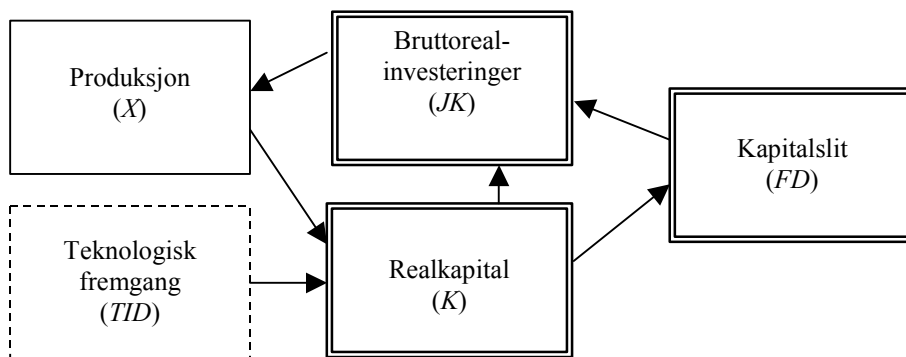 Produksjon
(X)
Bruttoreal-
investeringer
(JK)
Kapitalslit
(FD)
Teknologisk
fremgang
(TID)
Realkapital
(K)